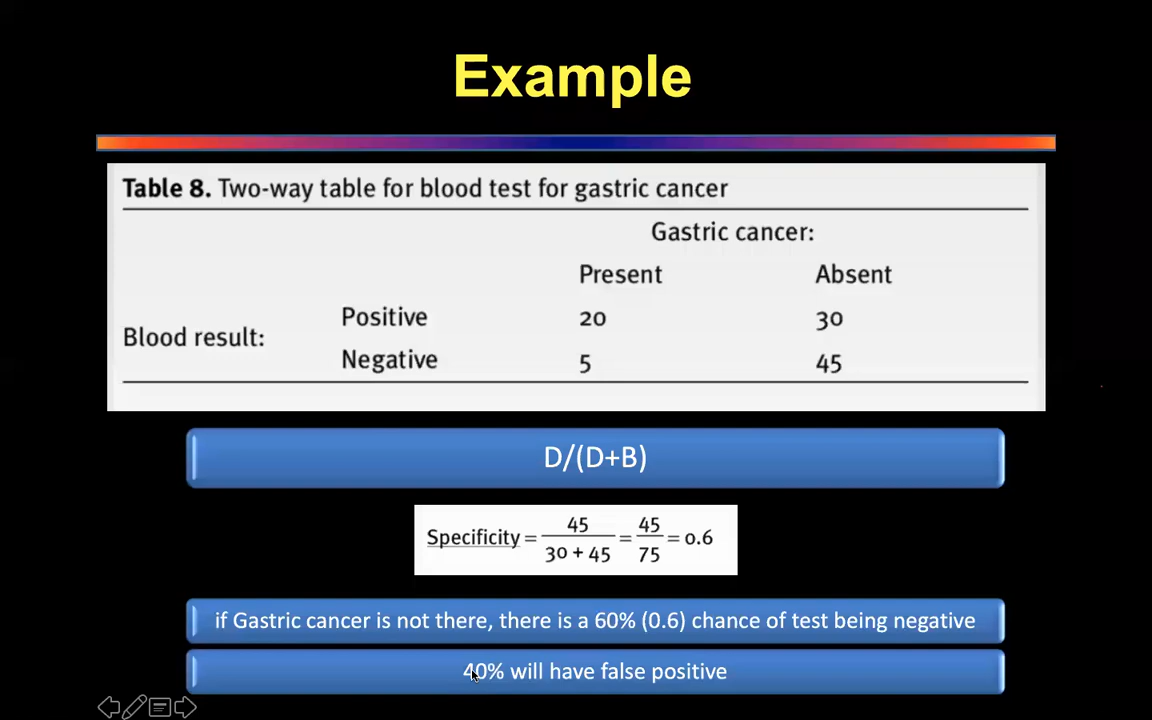 Example
Table 8. Two-way table for blood test for gastric cancer
Gastric cancer:
Present Absent
Blood result: Positive 20 30
Negative 5 45
D/(D+B)
Specificity = 45 / 30 + 45 = 45 / 75 = 0.6
if Gastric cancer is not there, there is a 60% (0.6) chance of test being negative
40% will have false positive